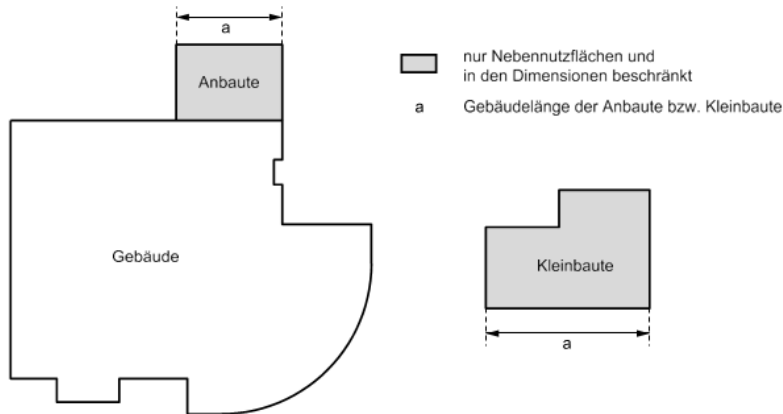 a
Anbaute
nur Nebennutzflächen und
in den Dimensionen beschränkt
a Gebäudelänge der Anbaute bzw. Kleinbaute
Gebäude
Kleinbaute
a